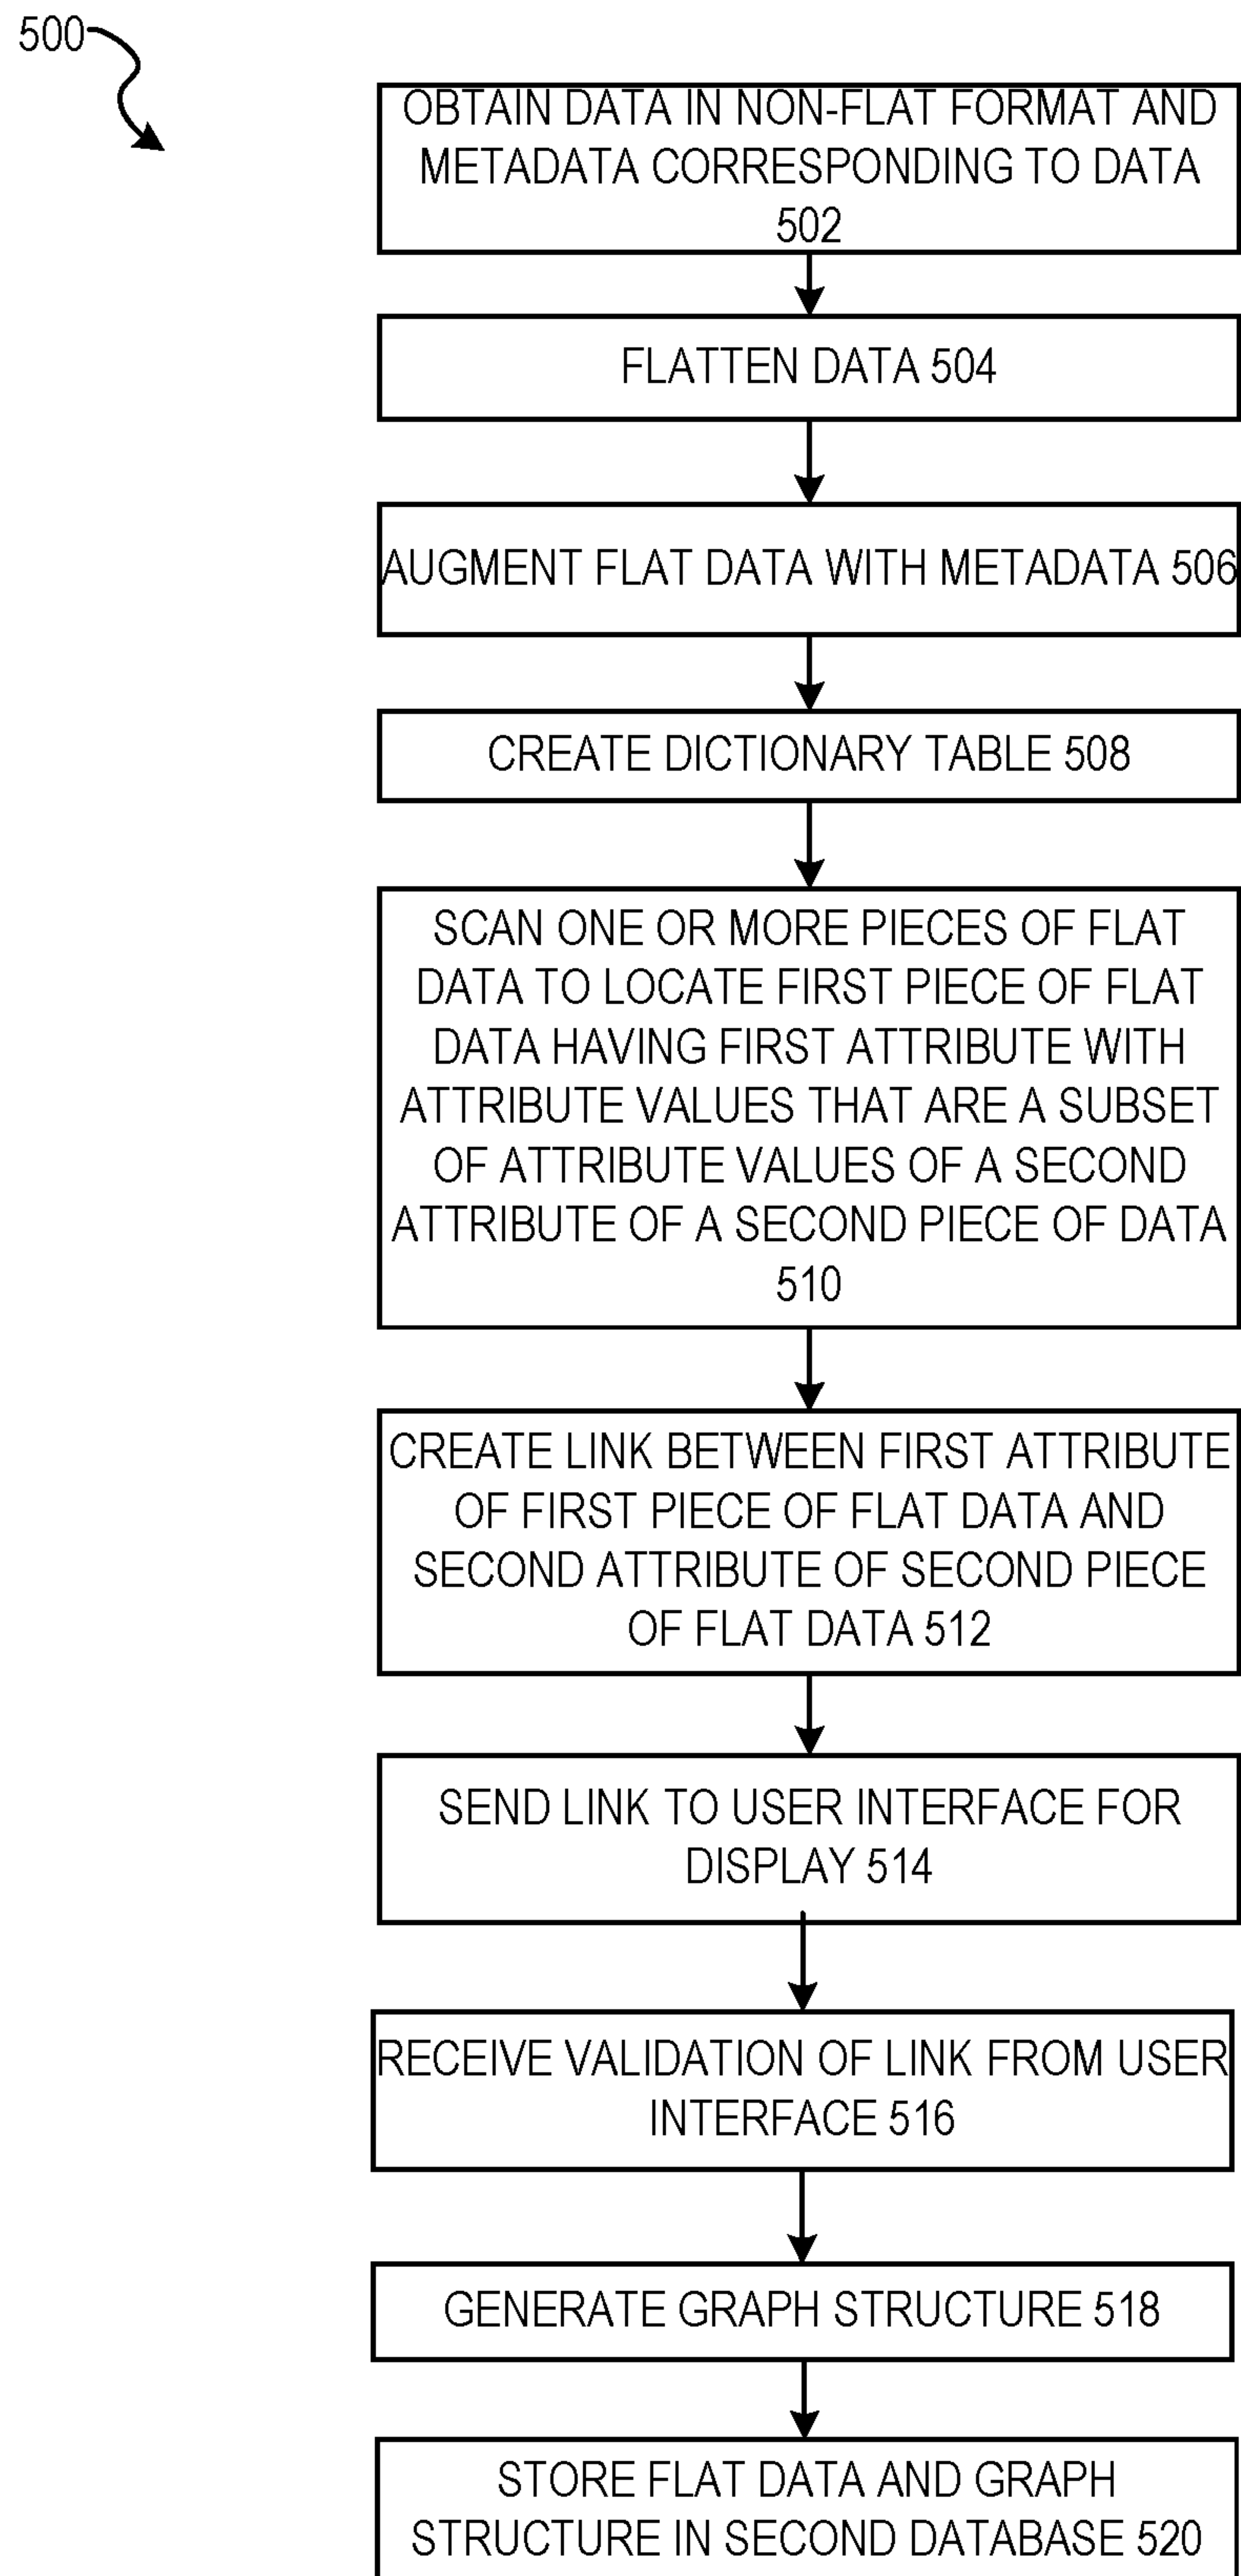 500
OBTAIN DATA IN NON-FLAT FORMAT AND
METADATA CORRESPONDING TO DATA
502
FLATTEN DATA 504
AUGMENT FLAT DATA WITH METADATA 506
CREATE DICTIONARY TABLE 508
SCAN ONE OR MORE PIECES OF FLAT
DATA TO LOCATE FIRST PIECE OF FLAT
DATA HAVING FIRST ATTRIBUTE WITH
ATTRIBUTE VALUES THAT ARE A SUBSET
OF ATTRIBUTE VALUES OF A SECOND
ATTRIBUTE OF A SECOND PIECE OF DATA
510
CREATE LINK BETWEEN FIRST ATTRIBUTE
OF FIRST PIECE OF FLAT DATA AND
SECOND ATTRIBUTE OF SECOND PIECE
OF FLAT DATA 512
SEND LINK TO USER INTERFACE FOR
DISPLAY 514
RECEIVE VALIDATION OF LINK FROM USER
INTERFACE 516
GENERATE GRAPH STRUCTURE 518
STORE FLAT DATA AND GRAPH
STRUCTURE IN SECOND DATABASE 520